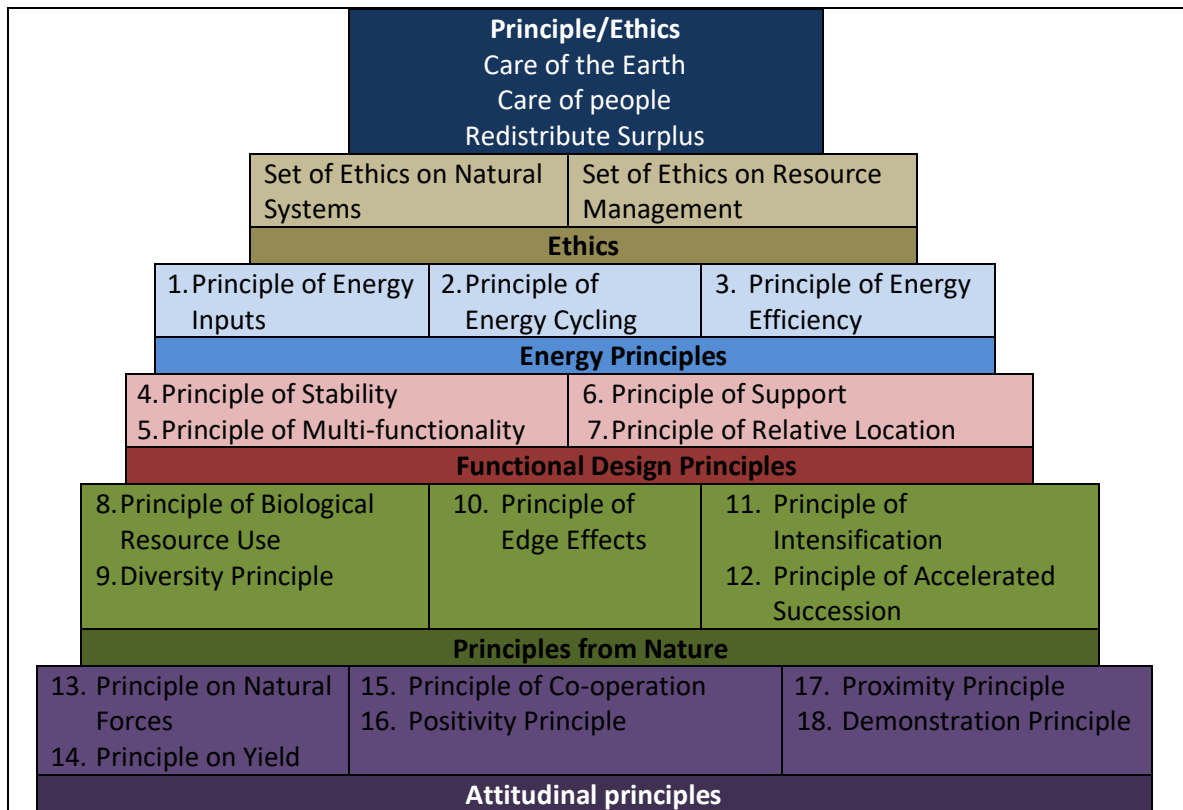 Principle/Ethics
Care of the Earth
Care of people
Redistribute Surplus
Set of Ethics on Natural
Systems
Set of Ethics on Resource
Management
Ethics
1. Principle of Energy
Inputs
2. Principle of
Energy Cycling
3. Principle of Energy
Efficiency
Energy Principles
4. Principle of Stability
5. Principle of Multi-functionality
6. Principle of Support
7. Principle of Relative Location
Functional Design Principles
8. Principle of Biological
Resource Use
9. Diversity Principle
10. Principle of
Edge Effects
11. Principle of
Intensification
12. Principle of Accelerated
Succession
Principles from Nature
13. Principle on Natural
Forces
14. Principle on Yield
15. Principle of Co-operation
16. Positivity Principle
17. Proximity Principle
18. Demonstration Principle
Attitudinal principles